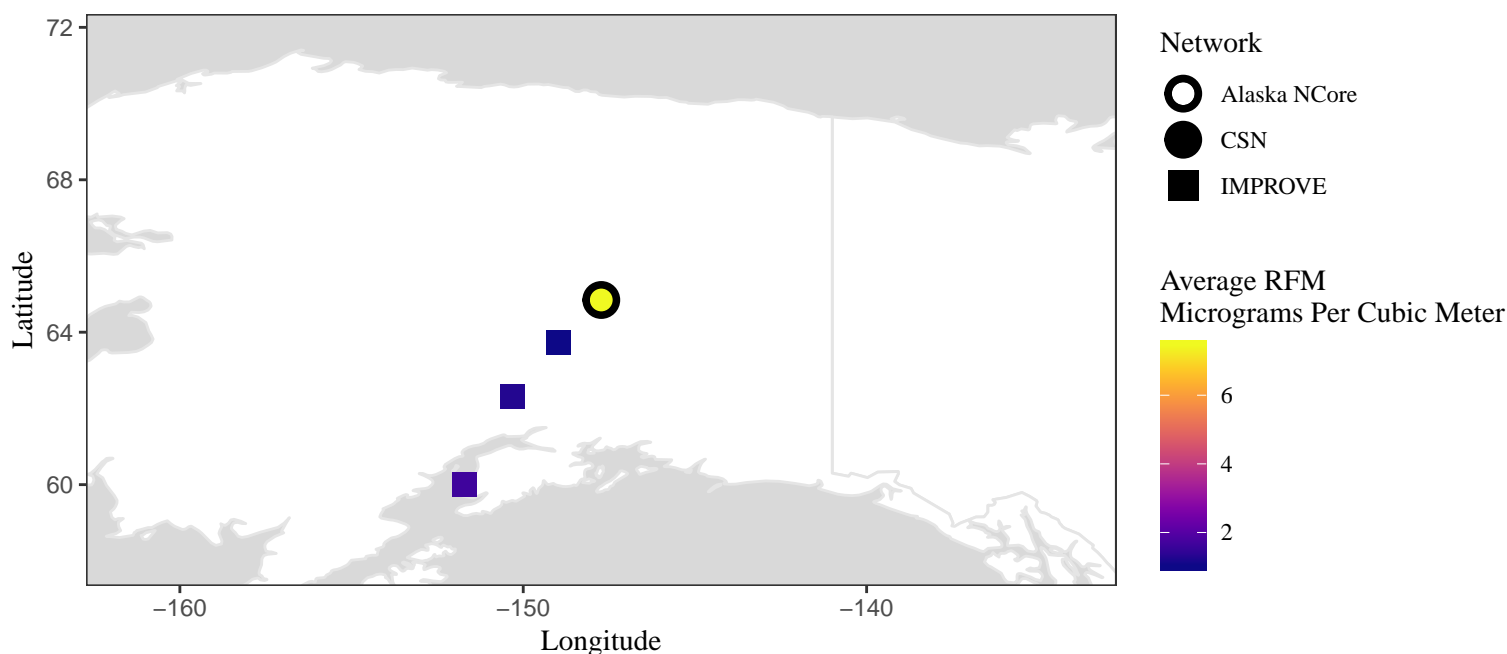 72
68
64
60
Latitude
−160
−150
−140
Longitude
Network
Alaska NCore
CSN
IMPROVE
Average RFM
Micrograms Per Cubic Meter
6
4
2